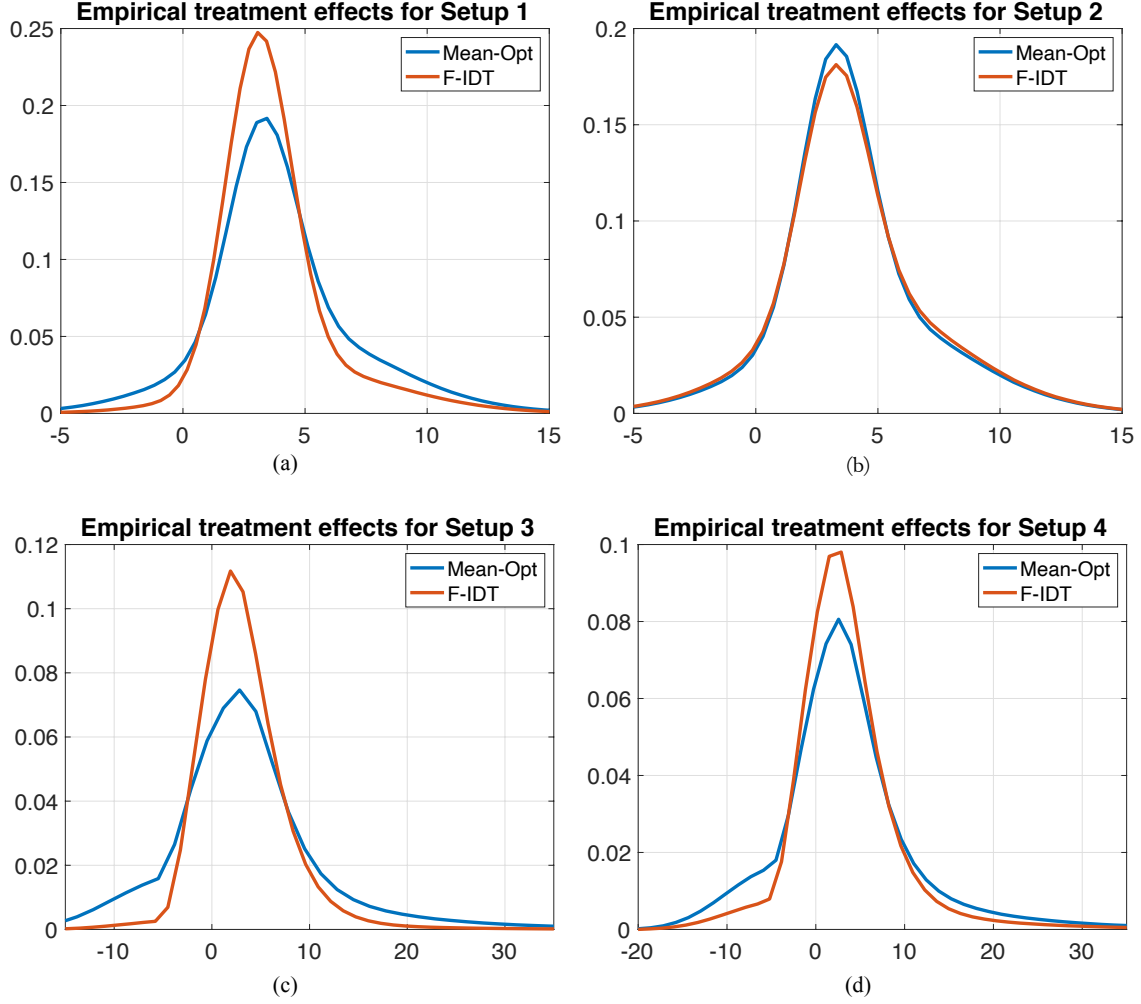 Empirical treatment effects for Setup 1
0.25
0.2
0.15
0.1
0.05
0
-5
0
5
10
15
Mean-Opt
F-IDT
(a)
Empirical treatment effects for Setup 2
0.2
0.15
0.1
0.05
0
-5
0
5
10
15
Mean-Opt
F-IDT
(b)
Empirical treatment effects for Setup 3
0.12
0.1
0.08
0.06
0.04
0.02
0
-10
0
10
20
30
Mean-Opt
F-IDT
(c)
Empirical treatment effects for Setup 4
0.1
0.08
0.06
0.04
0.02
0
-20
-10
0
10
20
30
Mean-Opt
F-IDT
(d)